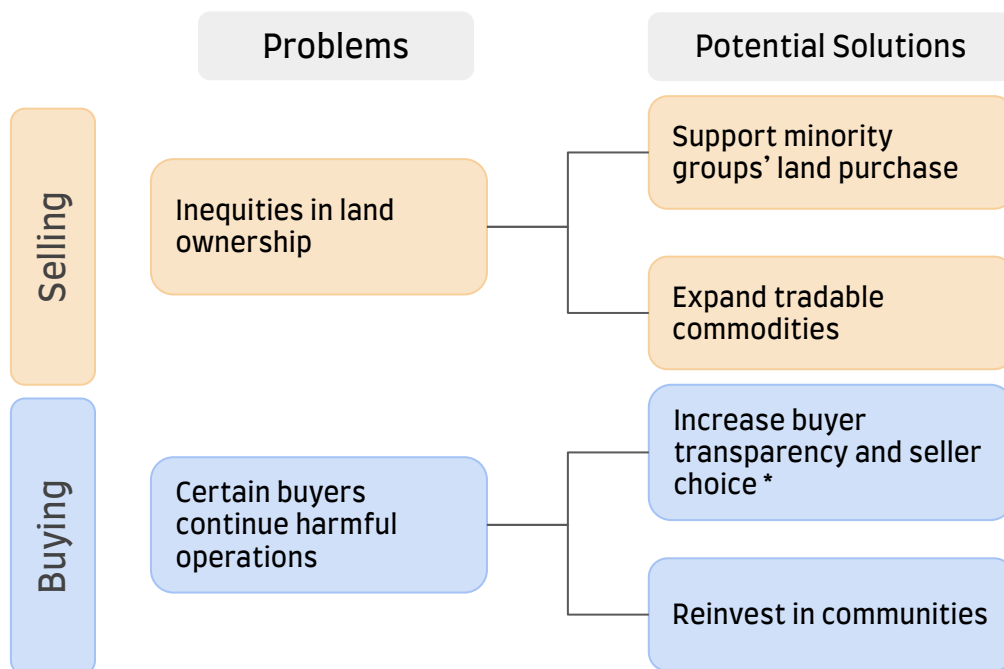 Problems
Potential Solutions
Selling
Inequities in land
ownership
Support minority
groups’ land purchase
Expand tradable
commodities
Buying
Certain buyers
continue harmful
operations
Increase buyer
transparency and seller
choice *
Reinvest in communities